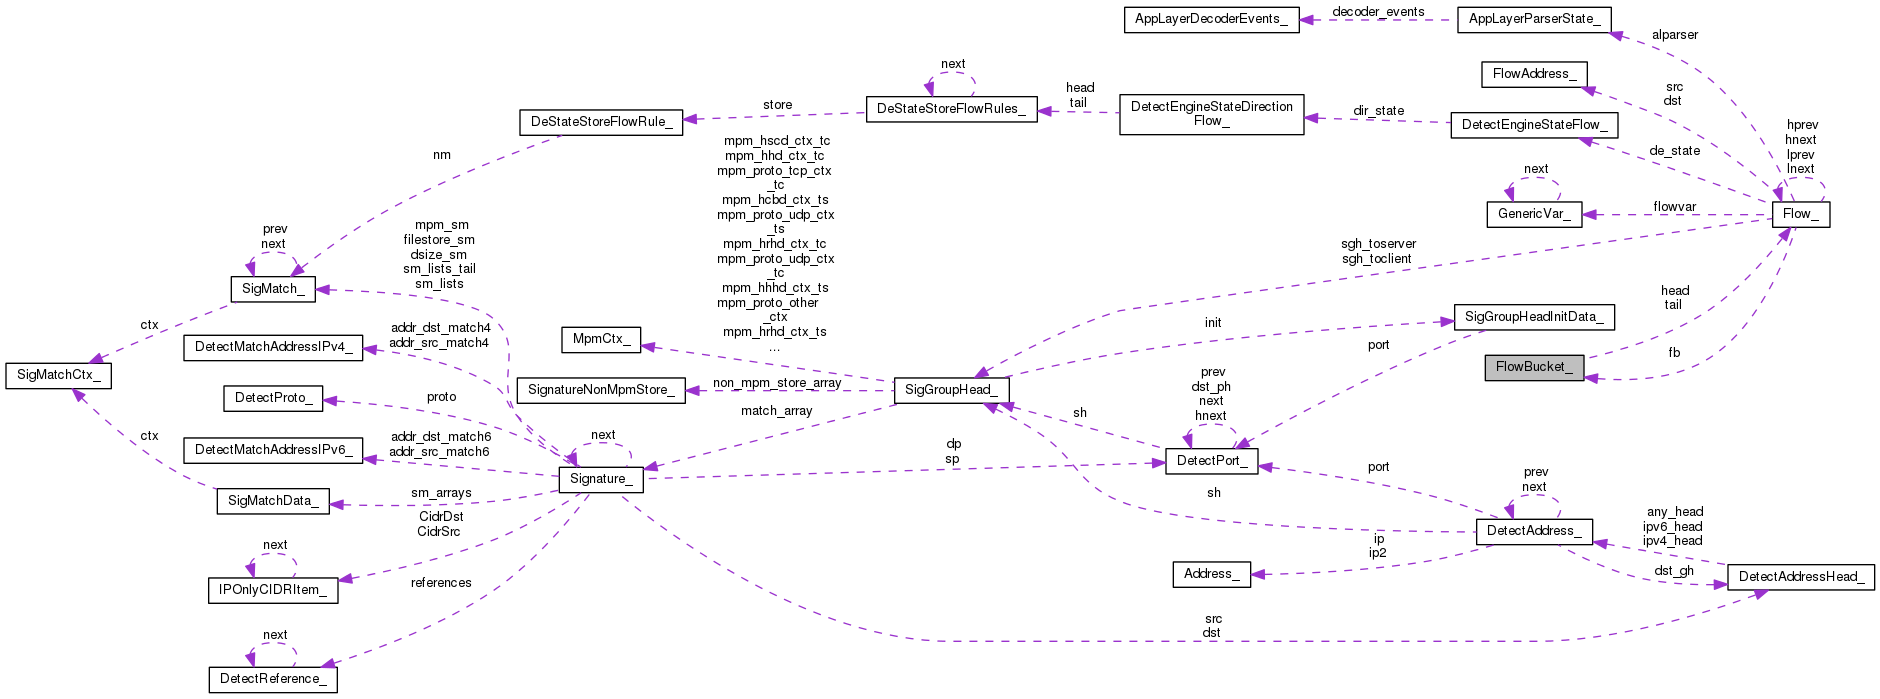 AppLayerDecoderEvents_
decoder_events
AppLayerParserState_
alparser
FlowAddress_
src
dst
next
DeStateStoreFlowRules_
head
tail
DetectEngineStateDirection
Flow_
dir_state
DetectEngineStateFlow_
de_state
store
DeStateStoreFlowRule_
nm
hprev
hnext
lprev
lnext
Flow_
next
GenericVar_
flowvar
sgh_toserver
sgh_toclient
mpm_hscd_ctx_tc
mpm_hhd_ctx_tc
mpm_proto_tcp_ctx
_tc
mpm_hcbd_ctx_ts
mpm_proto_udp_ctx
_ts
mpm_hrhd_ctx_tc
mpm_proto_udp_ctx
_tc
mpm_hhhd_ctx_ts
mpm_proto_other
_ctx
mpm_hrhd_ctx_ts
...
mpm_sm
filestore_sm
dsize_sm
sm_lists_tail
sm_lists
prev
next
SigMatch_
ctx
SigMatchCtx_
ctx
addr_dst_match4
addr_src_match4
DetectMatchAddressIPv4_
MpmCtx_
init
SigGroupHeadInitData_
head
tail
fb
FlowBucket_
port
DetectProto_
proto
SignatureNonMpmStore_
non_mpm_store_array
SigGroupHead_
match_array
sh
prev
dst_ph
next
hnext
DetectPort_
DetectMatchAddressIPv6_
addr_dst_match6
addr_src_match6
next
Signature_
dp
sp
port
sh
SigMatchData_
sm_arrays
CidrDst
CidrSrc
prev
next
DetectAddress_
any_head
ipv6_head
ipv4_head
ip
ip2
Address_
dst_gh
DetectAddressHead_
next
IPOnlyCIDRItem_
references
src
dst
next
DetectReference_